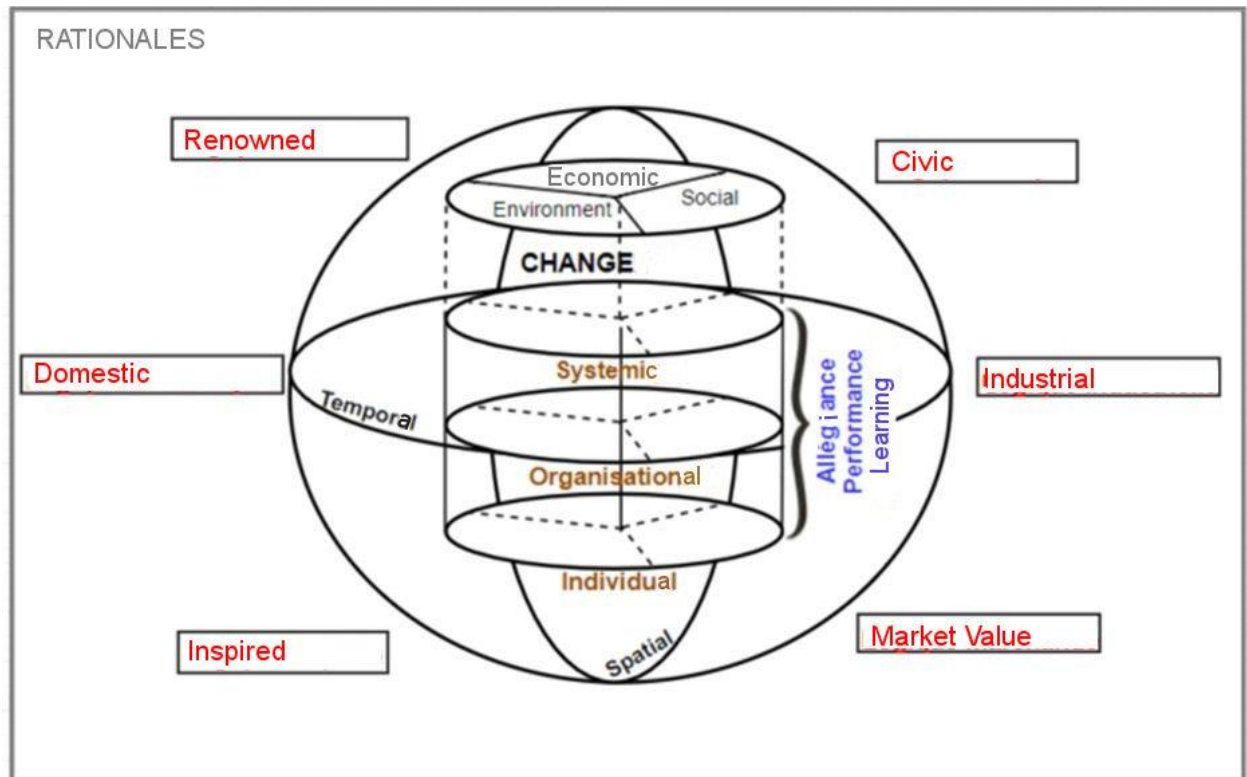 RATIONALES
Renowned
Civic
Economic
Environment
Social
CHANGE
Systemic
Domestic
Industrial
Temporal
Allegiance
Performance
Learning
Organisational
Individual
Inspired
Market Value
Spatial